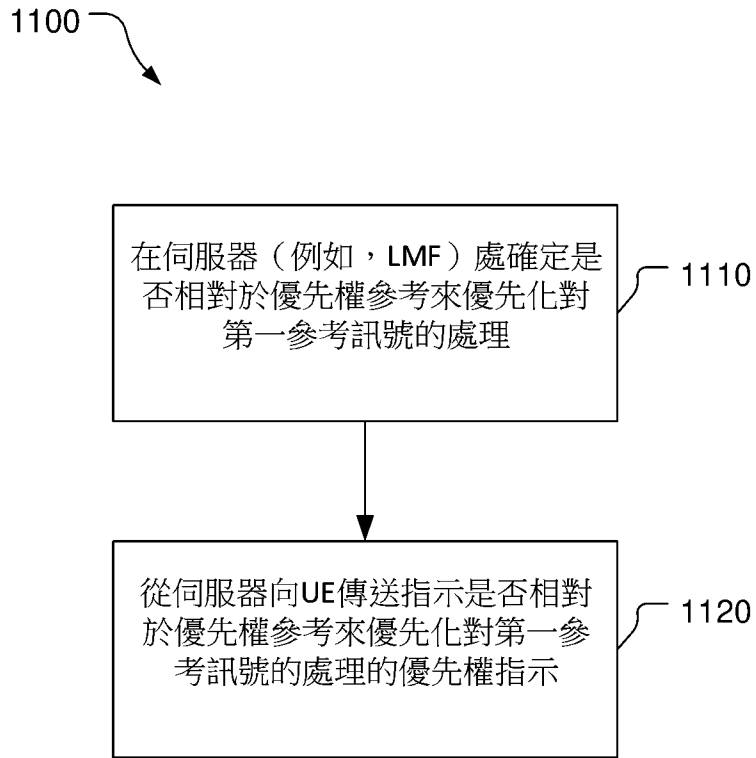 1100
在伺服器（例如，LMF）處確定是
否相對於優先權參考來優先化對
第一參考訊號的處理
1110
從伺服器向UE傳送指示是否相對
於優先權參考來優先化對第一參
考訊號的處理的優先權指示
1120